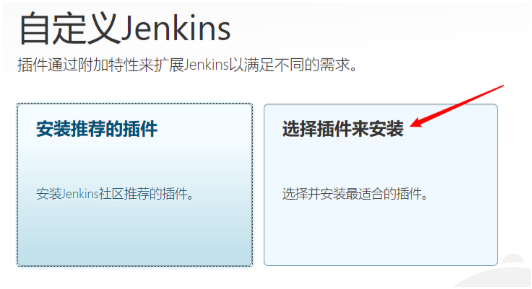 自定义Jenkins
插件通过附加特性来扩展Jenkins以满足不同的需求。
安装推荐的插件
安装Jenkins社区推荐的插件。
选择插件来安装
选择并安装最适合的插件。